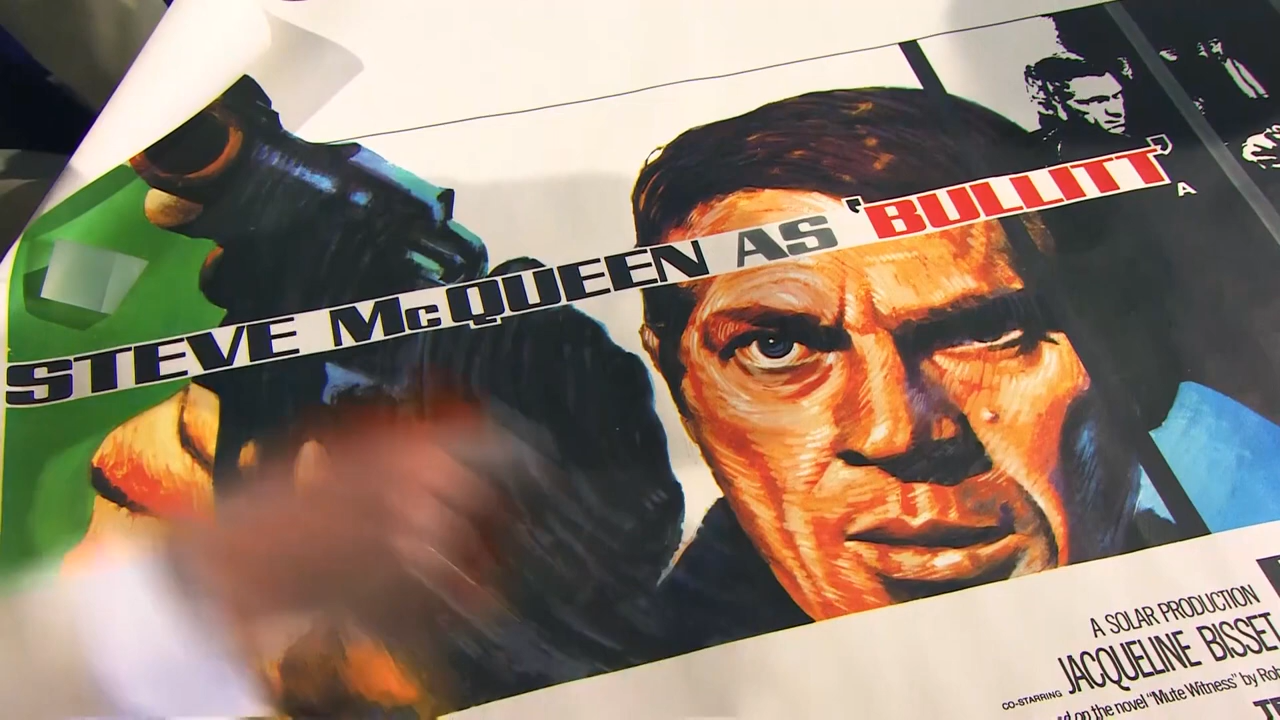 STEVE McQUEEN AS 'BULLITT'
A
A SOLAR PRODUCTION
CO-STARRING JACQUELINE BISSET
on the novel "Mute Witness" by